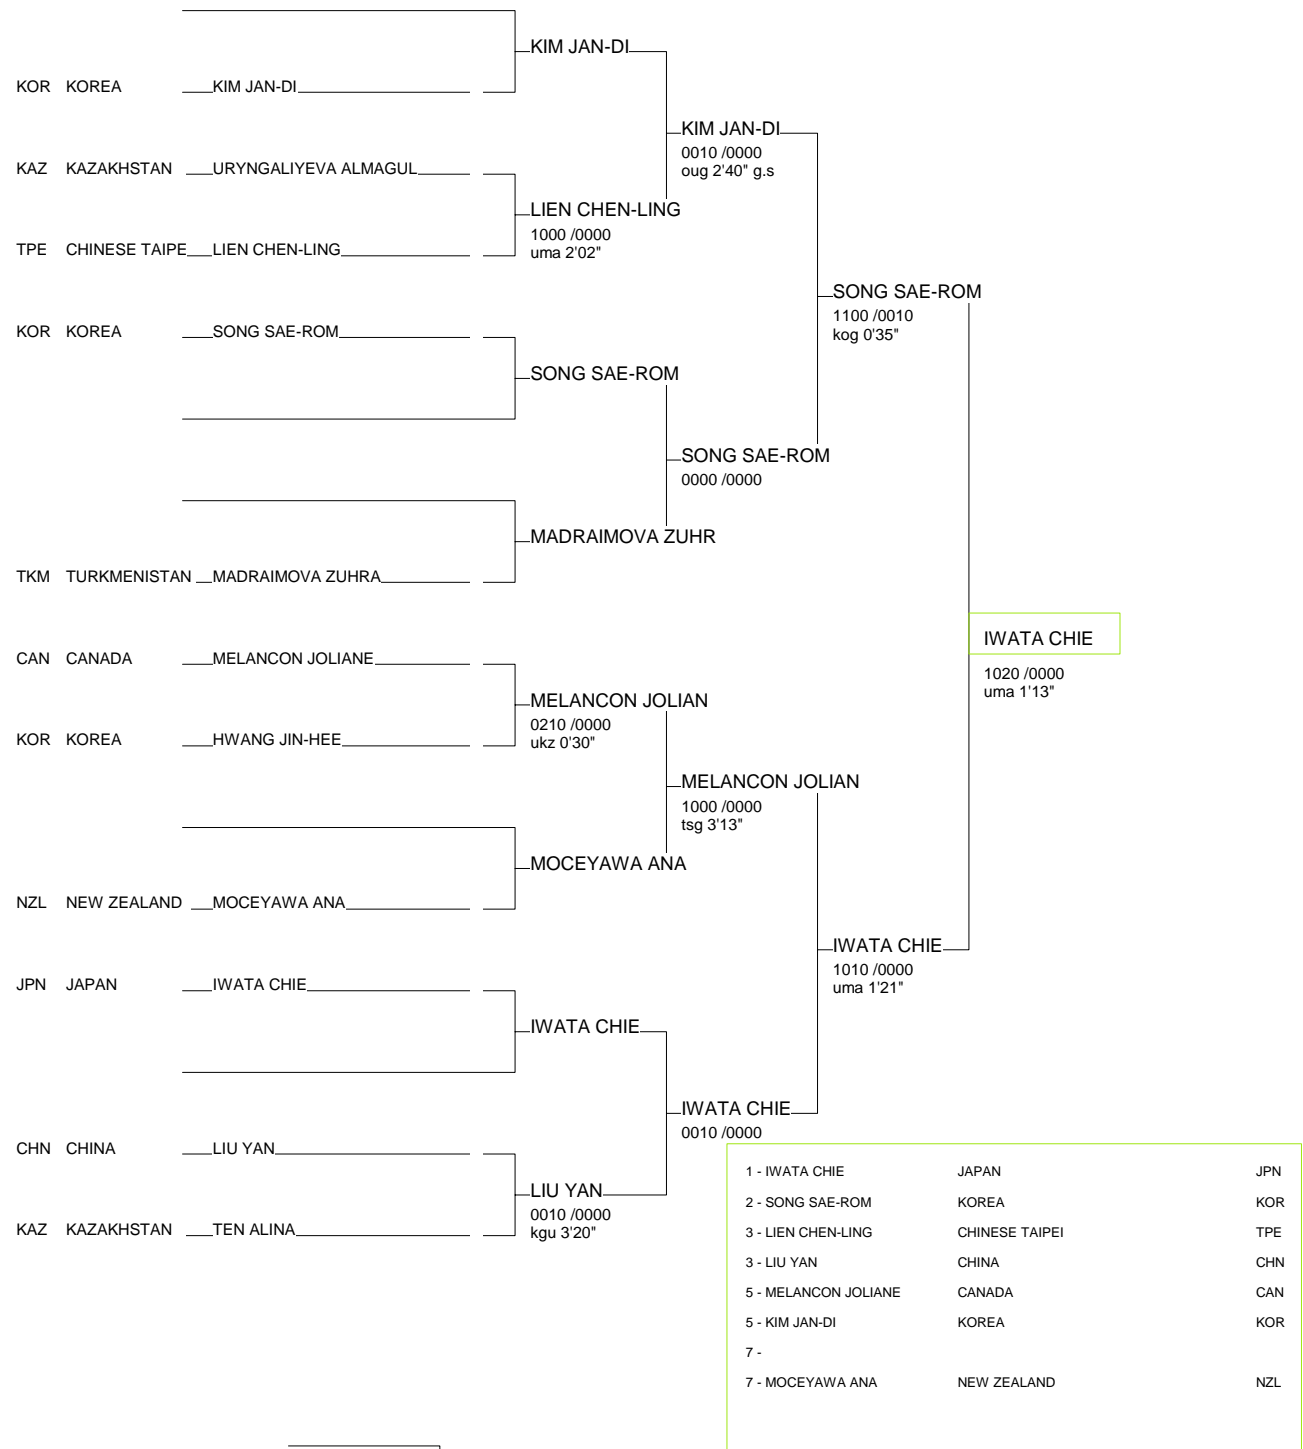 KIM JAN-DI
KOR KOREA KIM JAN-DI
KIM JAN-DI
0010 /0000
oug 2'40" g.s
KAZ KAZAKHSTAN URYNGALIYEVA ALMAGUL
LIEN CHEN-LING
1000 /0000
uma 2'02"
TPE CHINESE TAIPE LIEN CHEN-LING
SONG SAE-ROM
1100 /0010
kog 0'35"
KOR KOREA SONG SAE-ROM
SONG SAE-ROM
SONG SAE-ROM
0000 /0000
MADRAIMOVA ZUHR
TKM TURKMENISTAN MADRAIMOVA ZUHRA
IWATA CHIE
1020 /0000
uma 1'13"
CAN CANADA MELANCON JOLIANE
MELANCON JOLIAN
0210 /0000
ukz 0'30"
KOR KOREA HWANG JIN-HEE
MELANCON JOLIAN
1000 /0000
tsg 3'13"
MOCEYAWA ANA
NZL NEW ZEALAND MOCEYAWA ANA
IWATA CHIE
1010 /0000
uma 1'21"
JPN JAPAN IWATA CHIE
IWATA CHIE
IWATA CHIE
0010 /0000
CHN CHINA LIU YAN
LIU YAN
0010 /0000
kgu 3'20"
KAZ KAZAKHSTAN TEN ALINA
1 - IWATA CHIE JAPAN JPN
2 - SONG SAE-ROM KOREA KOR
3 - LIEN CHEN-LING CHINESE TAIPEI TPE
3 - LIU YAN CHINA CHN
5 - MELANCON JOLIANE CANADA CAN
5 - KIM JAN-DI KOREA KOR
7 -
7 - MOCEYAWA ANA NEW ZEALAND NZL